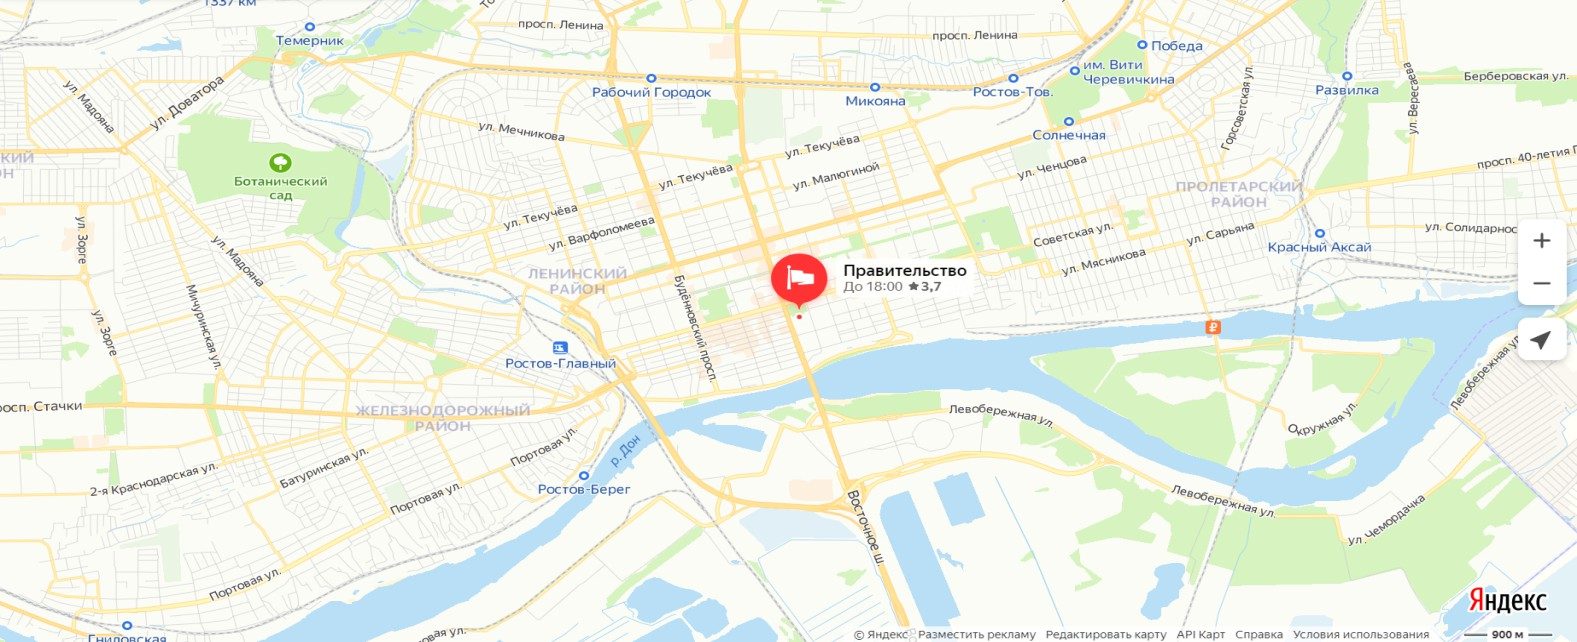 1337 км
Темерник
просп. Ленина
просп. Ленина
Победа
им. Вити
Черевичкина
Рабочий Городок
Микояна
Ростов-Тов.
Развилка
Берберовская ул.
ул. Доватора
ул. Мадояна
ул. Мечникова
Солнечная
Горсоветская ул.
ул. Вересаева
ул. Текучёва
просп. 40-летия
ул. Ченцова
ул. Малюгиной
ул. Текучёва
Ботанический
сад
ПРОЛЕТАРСКИЙ
РАЙОН
ул. Текучёва
ул. Варфоломеева
ул. Зорге
ул. Мадояна
Советская ул.
ул. Сарьяна
Красный Аксай
ул. Мясникова
ЛЕНИНСКИЙ
РАЙОН
Правительство
До 18:00 ★ 3,7
Мичуринская ул.
Будённовский просп.
ул. Зорге
Ростов-Главный
Левобережная ул.
просп. Стачки
ЖЕЛЕЗНОДОРОЖНЫЙ
РАЙОН
Левобережная ул.
Окружная ул.
р. Дон
Портовая ул.
Батуринская ул.
2-я Краснодарская ул.
Ростов-Берег
Портовая ул.
Левобережная ул.
Восточное ш.
ул. Чемордачка
Портовая ул.
Яндекс
Гниловская
© Яндекс Разместить рекламу Редактировать карту API Карт Справка Условия использования 900 м